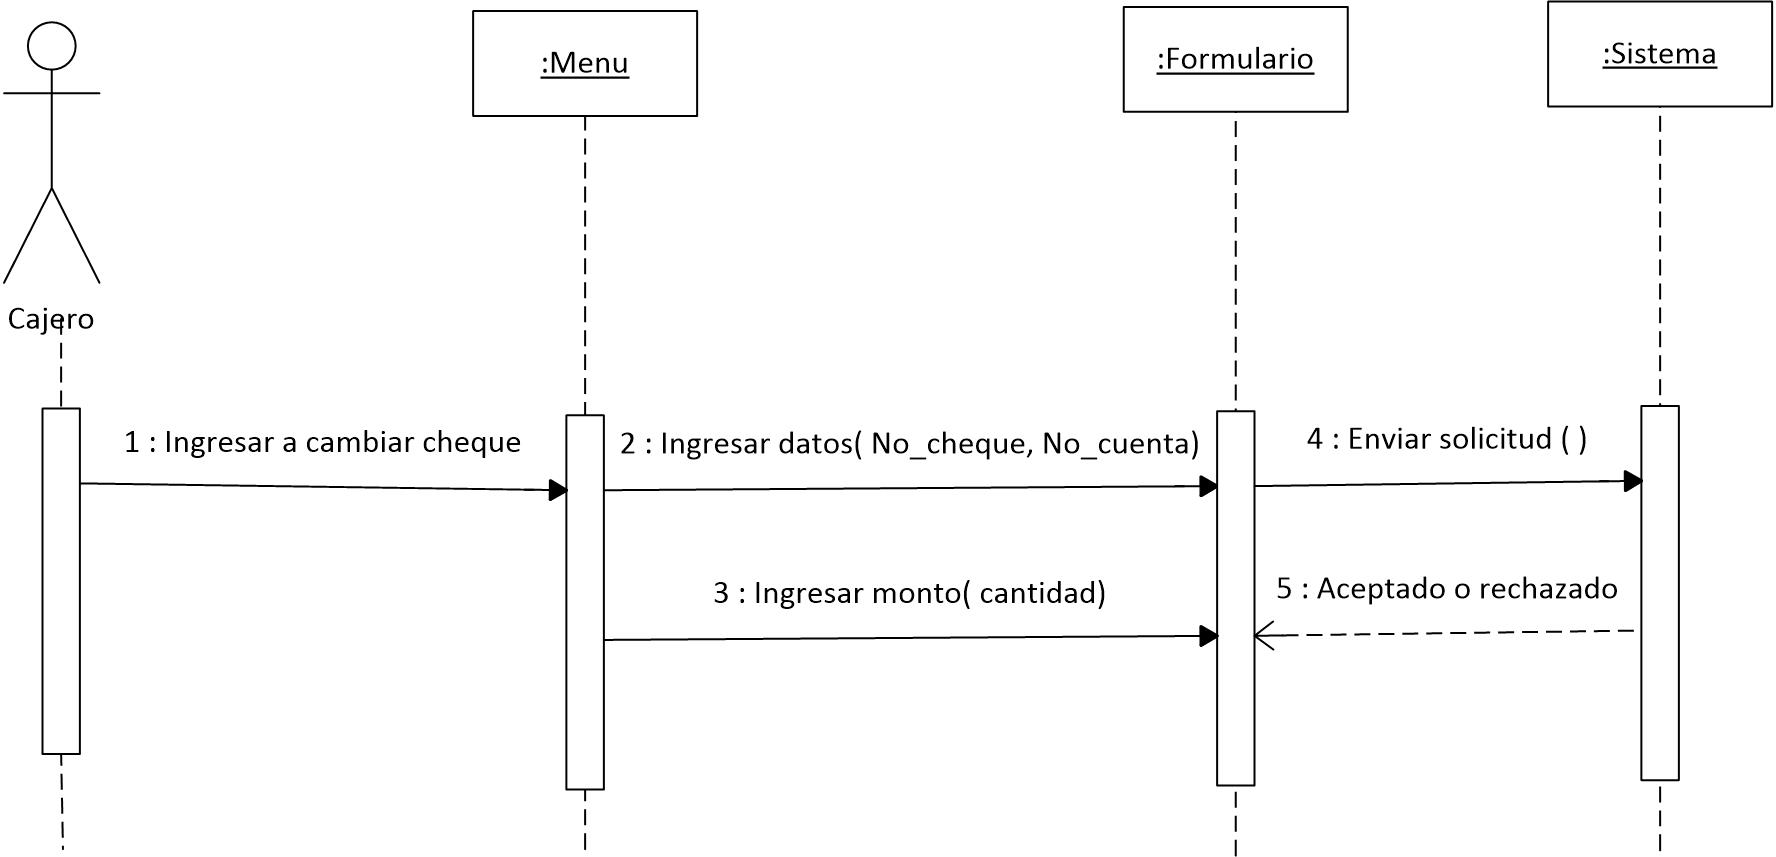 :Menu
:Formulario
:Sistema
Cajero
1 : Ingresar a cambiar cheque
2 : Ingresar datos( No_cheque, No_cuenta)
4 : Enviar solicitud ( )
3 : Ingresar monto( cantidad)
5 : Aceptado o rechazado